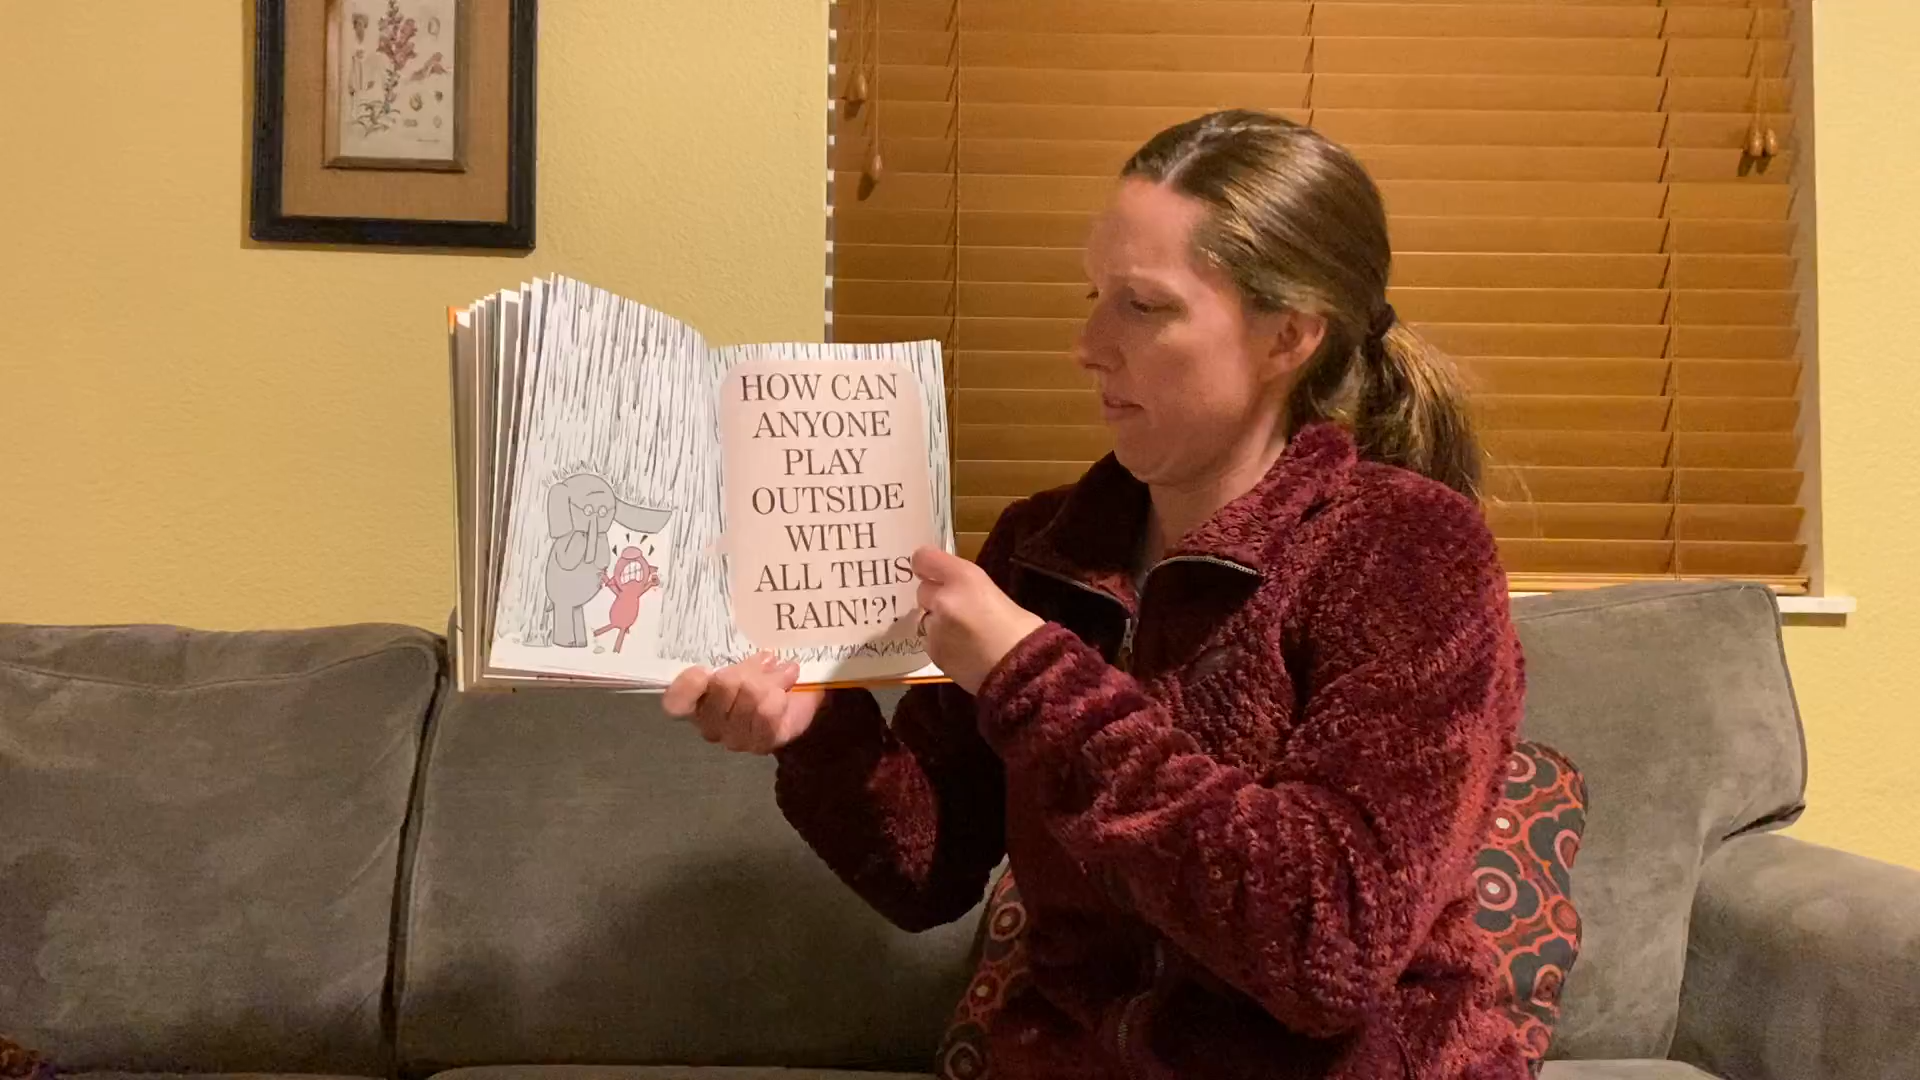 HOW CAN
ANYONE
PLAY
OUTSIDE
WITH
ALL THIS
RAIN!?!